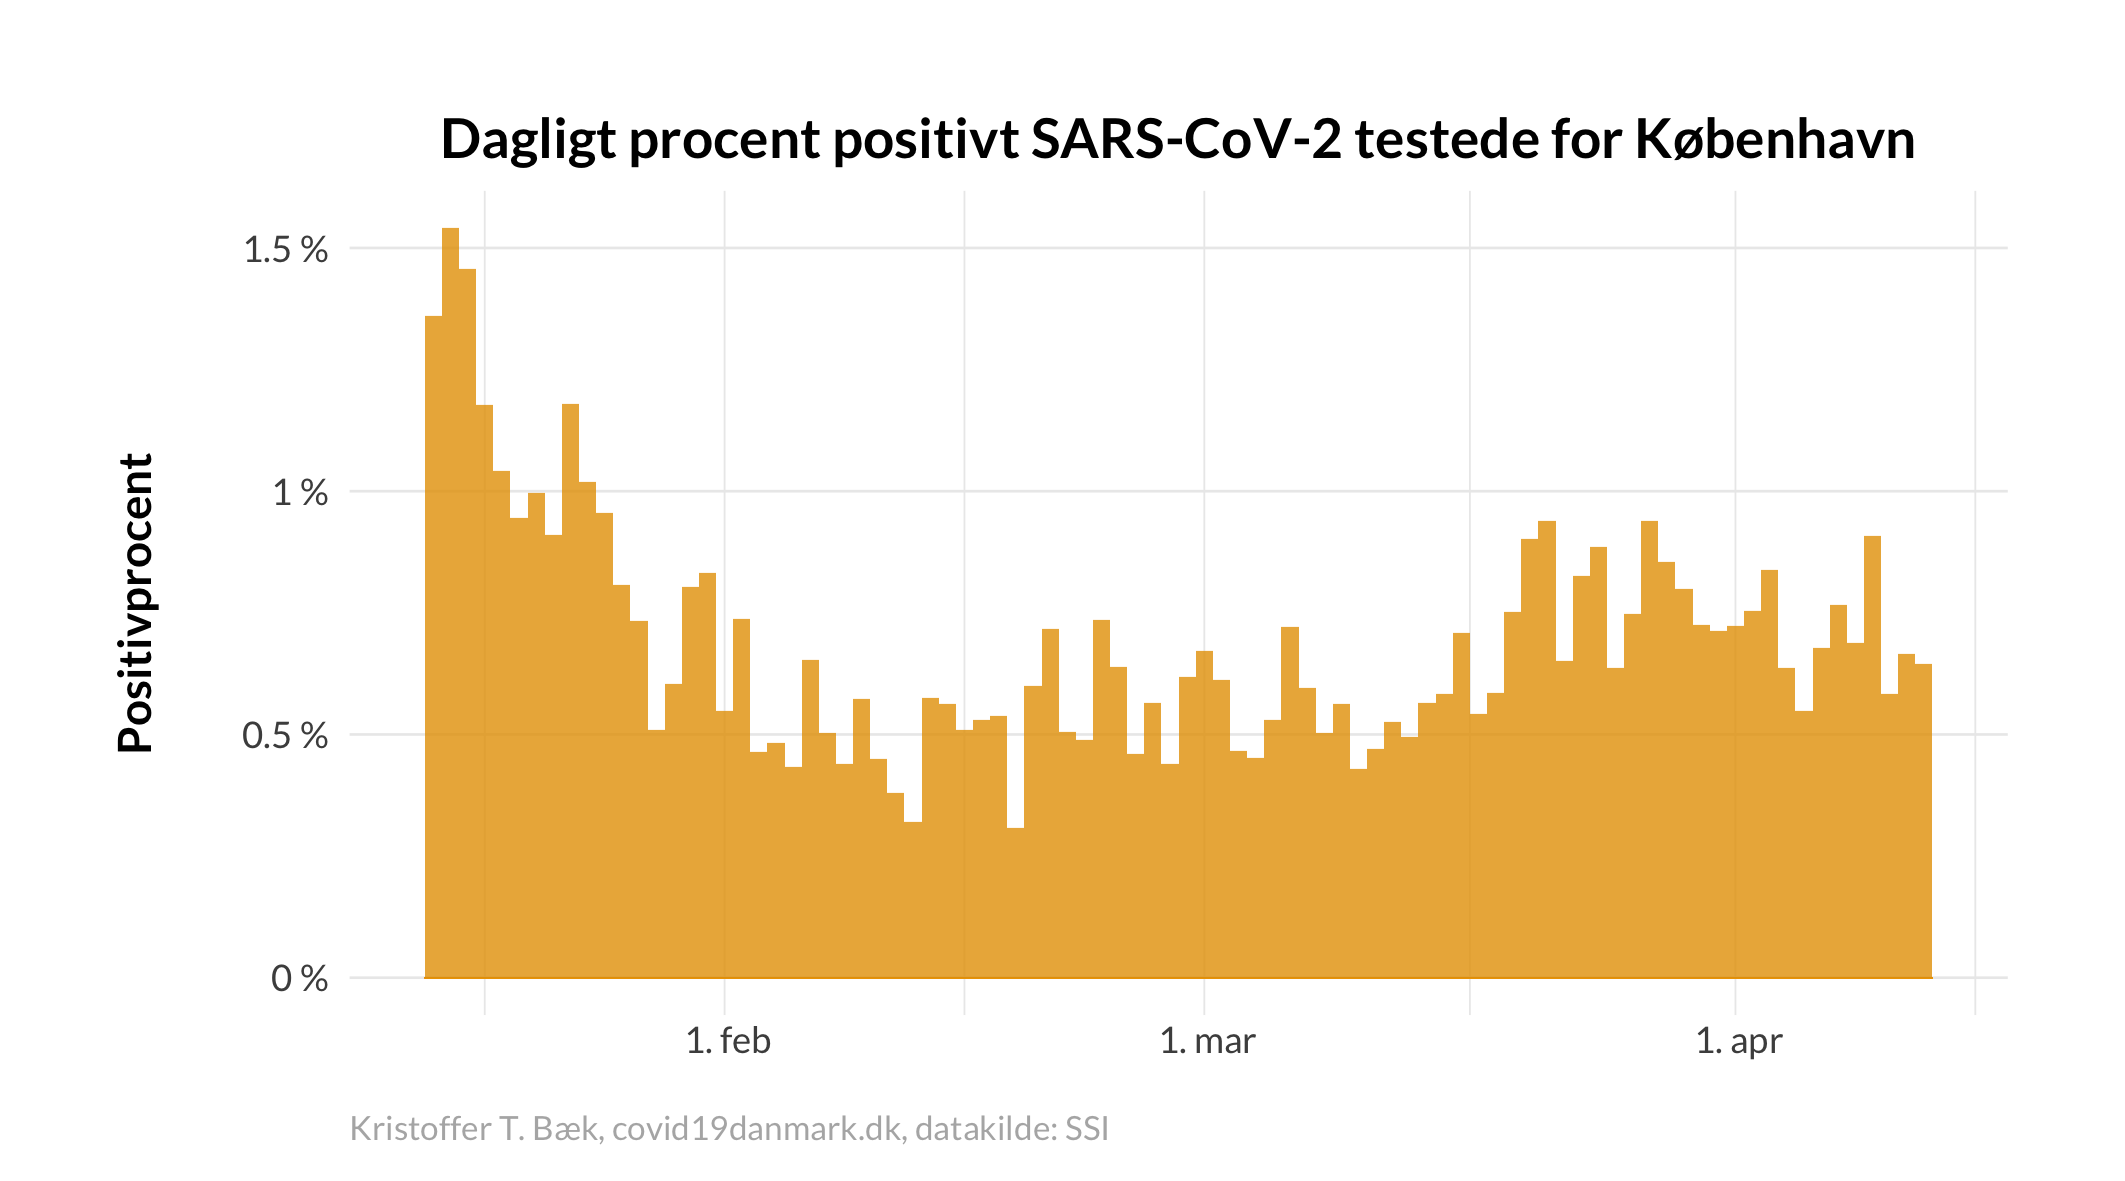 Dagligt procent positivt SARS-CoV-2 testede for København
Positivprocent
1.5 %
1 %
0.5 %
0 %
1. feb
1. mar
1. apr
Kristoffer T. Bæk, covid19danmark.dk, datakilde: SSI